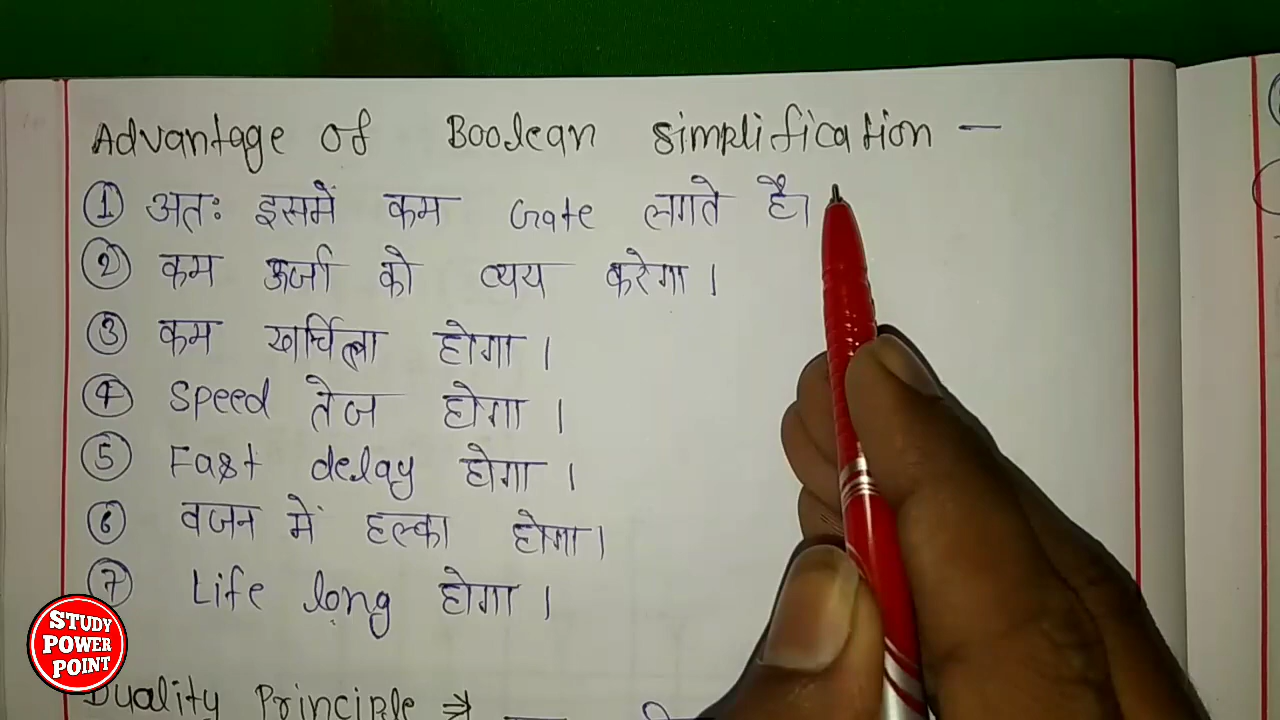 Advantage of Boolean simplification —
① अतः इसमें कम Gate लगते है।
② कम ऊर्जा को व्यय करेगा।
③ कम खर्चिला होगा।
④ Speed तेज होगा।
⑤ Fast delay होगा।
⑥ वजन में हल्का होगा।
⑦ Life long होगा।
STUDY
POWER
POINT
Duality Principle